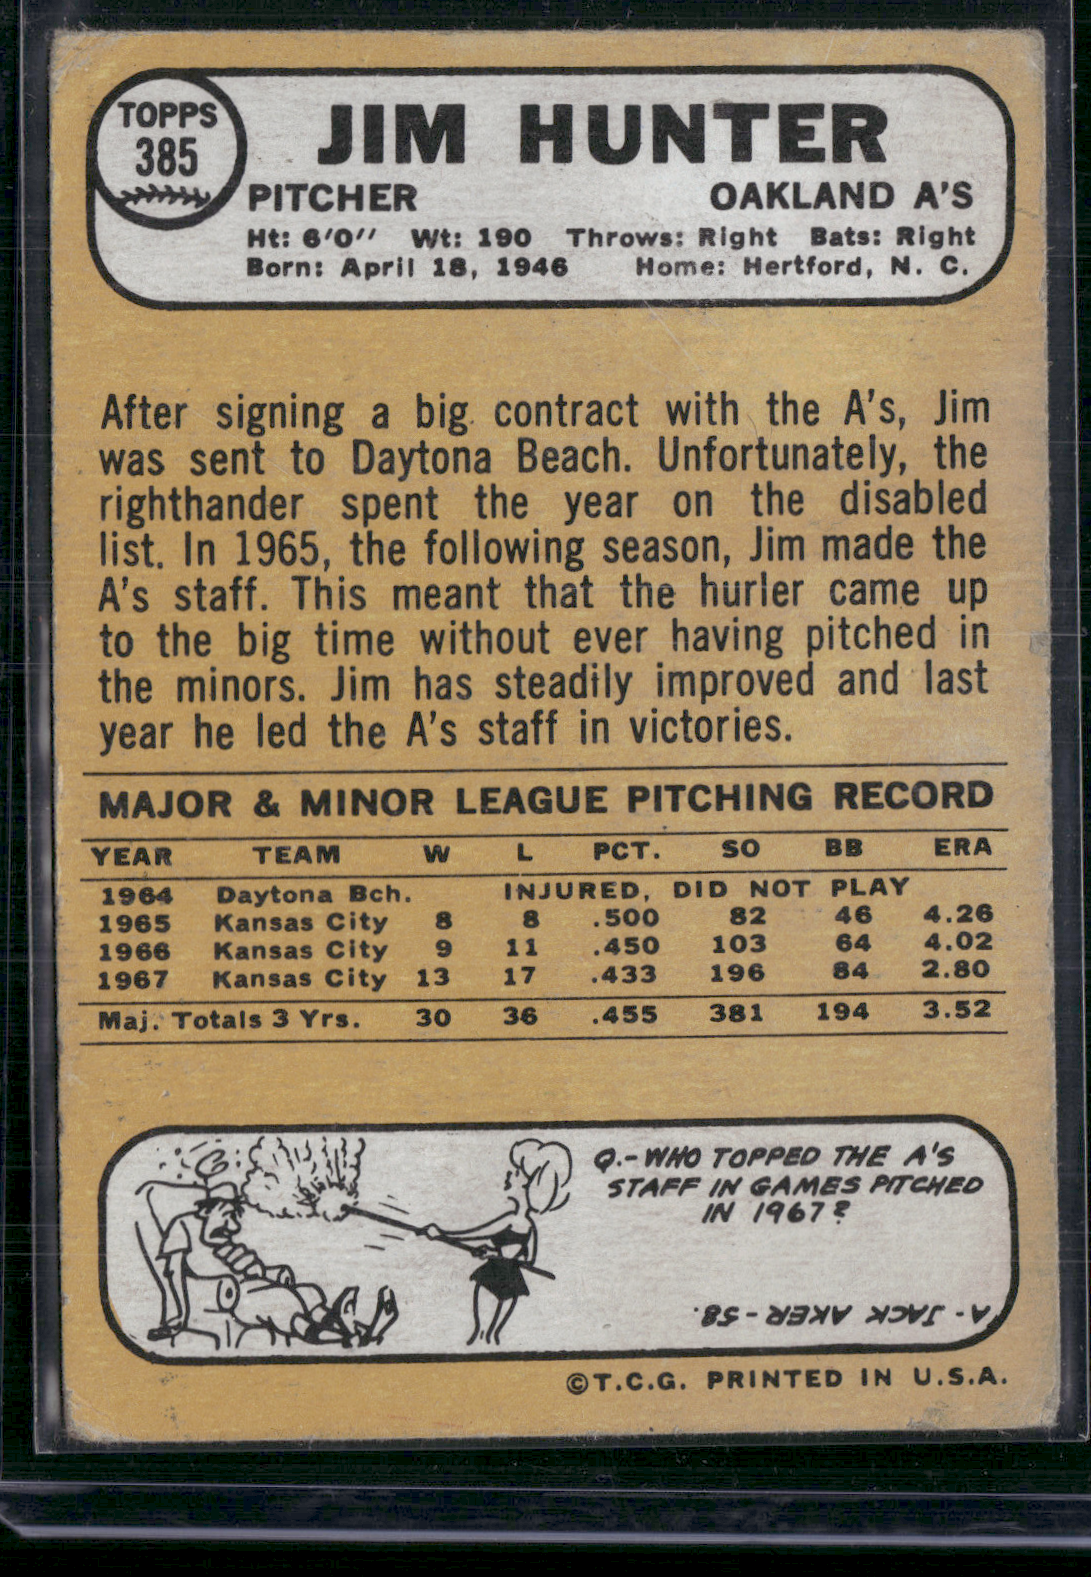 TOPPS
385
JIM HUNTER
PITCHER OAKLAND A'S
Ht: 6'0" Wt: 190 Throws: Right Bats: Right
Born: April 18, 1946 Home: Hertford, N. C.
After signing a big contract with the A's, Jim
was sent to Daytona Beach. Unfortunately, the
righthander spent the year on the disabled
list. In 1965, the following season, Jim made the
A's staff. This meant that the hurler came up
to the big time without ever having pitched in
the minors. Jim has steadily improved and last
year he led the A's staff in victories.
MAJOR & MINOR LEAGUE PITCHING RECORD
YEAR TEAM W L PCT. SO BB ERA
1964 Daytona Bch. INJURED, DID NOT PLAY
1965 Kansas City 8 8 .500 82 46 4.26
1966 Kansas City 9 11 .450 103 64 4.02
1967 Kansas City 13 17 .433 196 84 2.80
Maj. Totals 3 Yrs. 30 36 .455 381 194 3.52
Q.-WHO TOPPED THE A'S
STAFF IN GAMES PITCHED
IN 1967?
A-JACK AKER-58.
©T.C.G. PRINTED IN U.S.A.